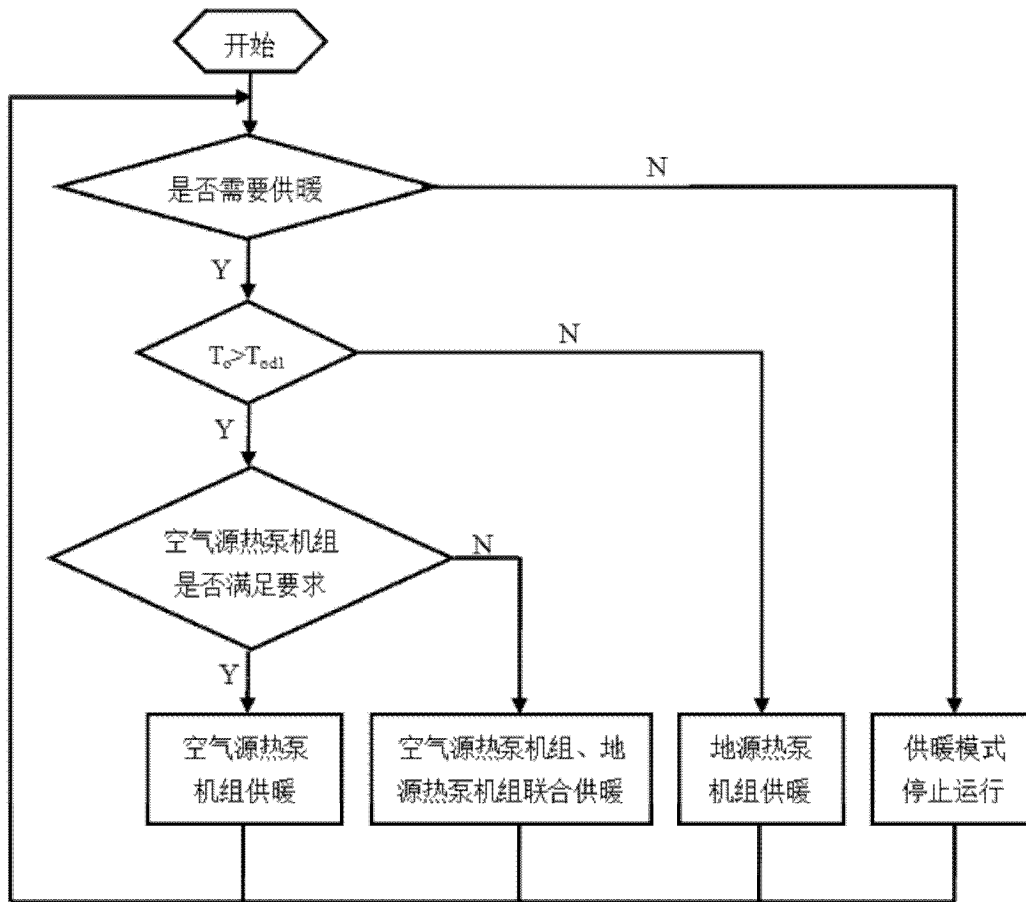 开始
是否需要供暖
N
Y
To>Tod1
N
Y
空气源热泵机组
是否满足要求
N
Y
空气源热泵
机组供暖
空气源热泵机组、地
源热泵机组联合供暖
地源热泵
机组供暖
供暖模式
停止运行